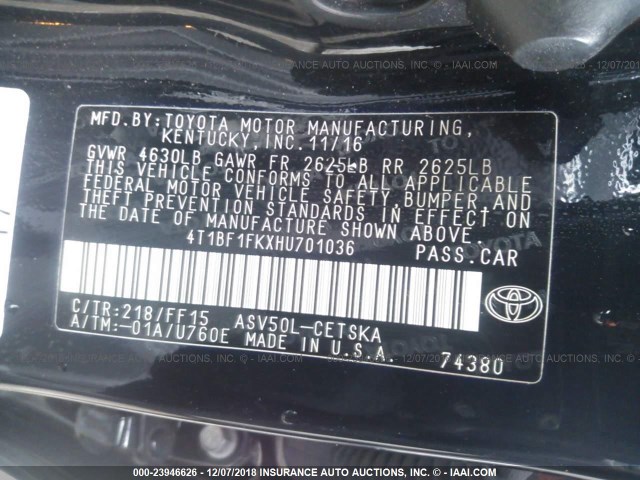 MFD.BY:TOYOTA MOTOR MANUFACTURING,
KENTUCKY,INC.11/16
GVWR 4630LB GAWR FR 2625LB RR 2625LB
THIS VEHICLE CONFORMS TO ALL APPLICABLE
FEDERAL MOTOR VEHICLE SAFETY,BUMPER,AND
THEFT PREVENTION STANDARDS IN EFFECT ON
THE DATE OF MANUFACTURE SHOWN ABOVE.
4T1BF1FKXHU701036 PASS.CAR
C/TR:218/FF15 ASV50L-CETSKA
A/TM:-01A/U760E MADE IN U.S.A. 74380
000-23946626 - 12/07/2018 INSURANCE AUTO AUCTIONS, INC. - IAAI.COM